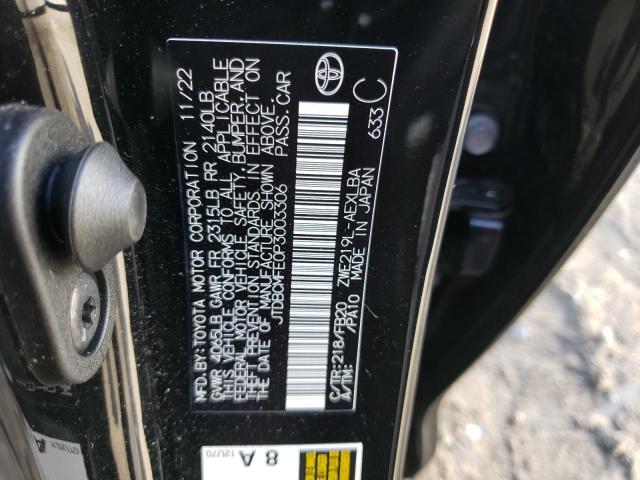 MFD. BY: TOYOTA MOTOR CORPORATION 11/22
GVWR 4065LB GAWR FR 2315LB RR 2140LB
THIS VEHICLE CONFORMS TO ALL APPLICABLE
FEDERAL MOTOR VEHICLE SAFETY, BUMPER, AND
THEFT PREVENTION STANDARDS IN EFFECT ON
THE DATE OF MANUFACTURE SHOWN ABOVE.
JTDBCMFE0P3003306 PASS. CAR
C/TR:218/FB20 ZWE219L-AEXLBA
A/TM: /PA10 MADE IN JAPAN 633
C
8 A
12U70
A